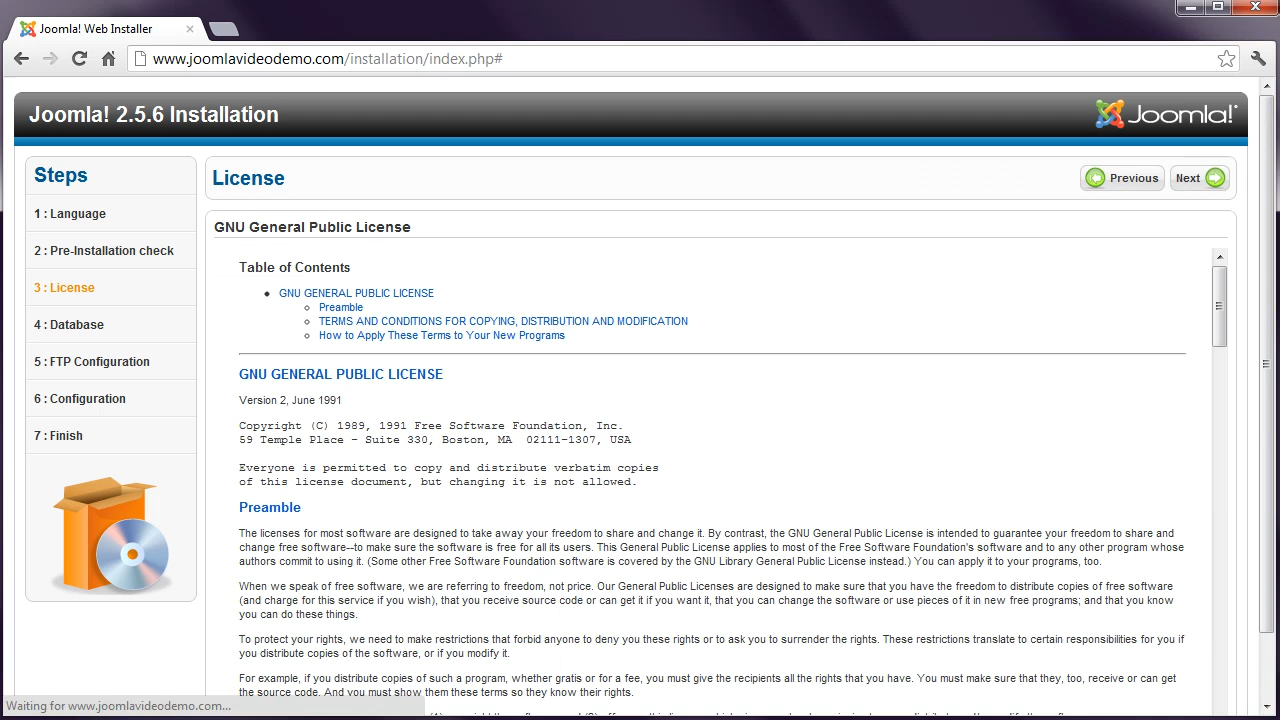 Joomla! Web Installer
www.joomlavideodemo.com/installation/index.php#
Joomla! 2.5.6 Installation
Joomla!
Steps
1 : Language
2 : Pre-Installation check
3 : License
4 : Database
5 : FTP Configuration
6 : Configuration
7 : Finish
License
Previous
Next
GNU General Public License
Table of Contents
GNU GENERAL PUBLIC LICENSE
Preamble
TERMS AND CONDITIONS FOR COPYING, DISTRIBUTION AND MODIFICATION
How to Apply These Terms to Your New Programs
GNU GENERAL PUBLIC LICENSE
Version 2, June 1991
Copyright (C) 1989, 1991 Free Software Foundation, Inc.
59 Temple Place - Suite 330, Boston, MA  02111-1307, USA
Everyone is permitted to copy and distribute verbatim copies
of this license document, but changing it is not allowed.
Preamble
The licenses for most software are designed to take away your freedom to share and change it. By contrast, the GNU General Public License is intended to guarantee your freedom to share and
change free software--to make sure the software is free for all its users. This General Public License applies to most of the Free Software Foundation's software and to any other program whose
authors commit to using it. (Some other Free Software Foundation software is covered by the GNU Library General Public License instead.) You can apply it to your programs, too.
When we speak of free software, we are referring to freedom, not price. Our General Public Licenses are designed to make sure that you have the freedom to distribute copies of free software
(and charge for this service if you wish), that you receive source code or can get it if you want it, that you can change the software or use pieces of it in new free programs; and that you know
you can do these things.
To protect your rights, we need to make restrictions that forbid anyone to deny you these rights or to ask you to surrender the rights. These restrictions translate to certain responsibilities for you if
you distribute copies of the software, or if you modify it.
For example, if you distribute copies of such a program, whether gratis or for a fee, you must give the recipients all the rights that you have. You must make sure that they, too, receive or can get
the source code. And you must show them these terms so they know their rights.
Waiting for www.joomlavideodemo.com...